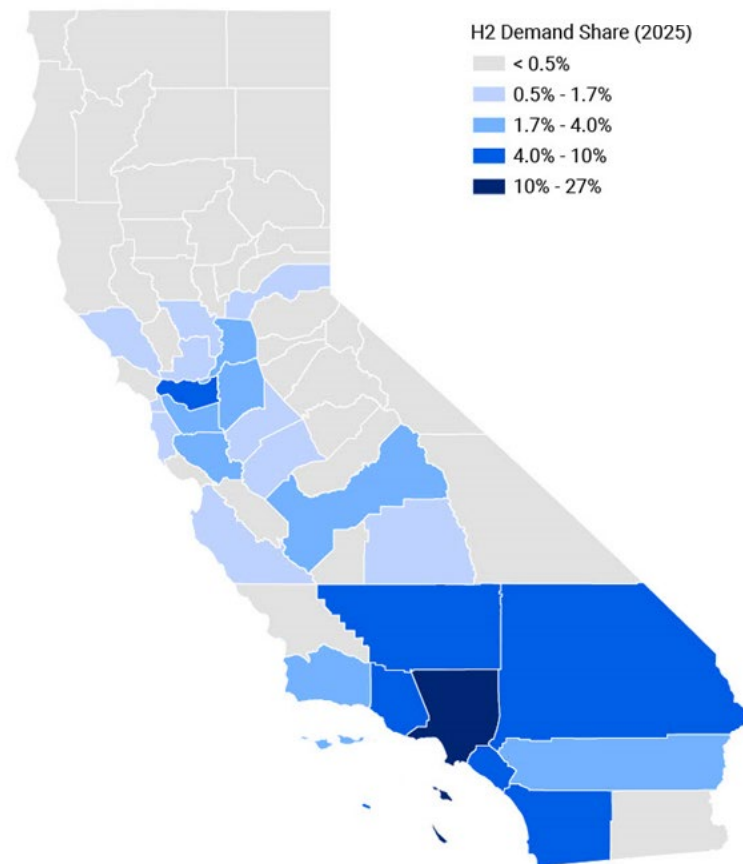 H2 Demand Share (2025)
< 0.5%
0.5% - 1.7%
1.7% - 4.0%
4.0% - 10%
10% - 27%